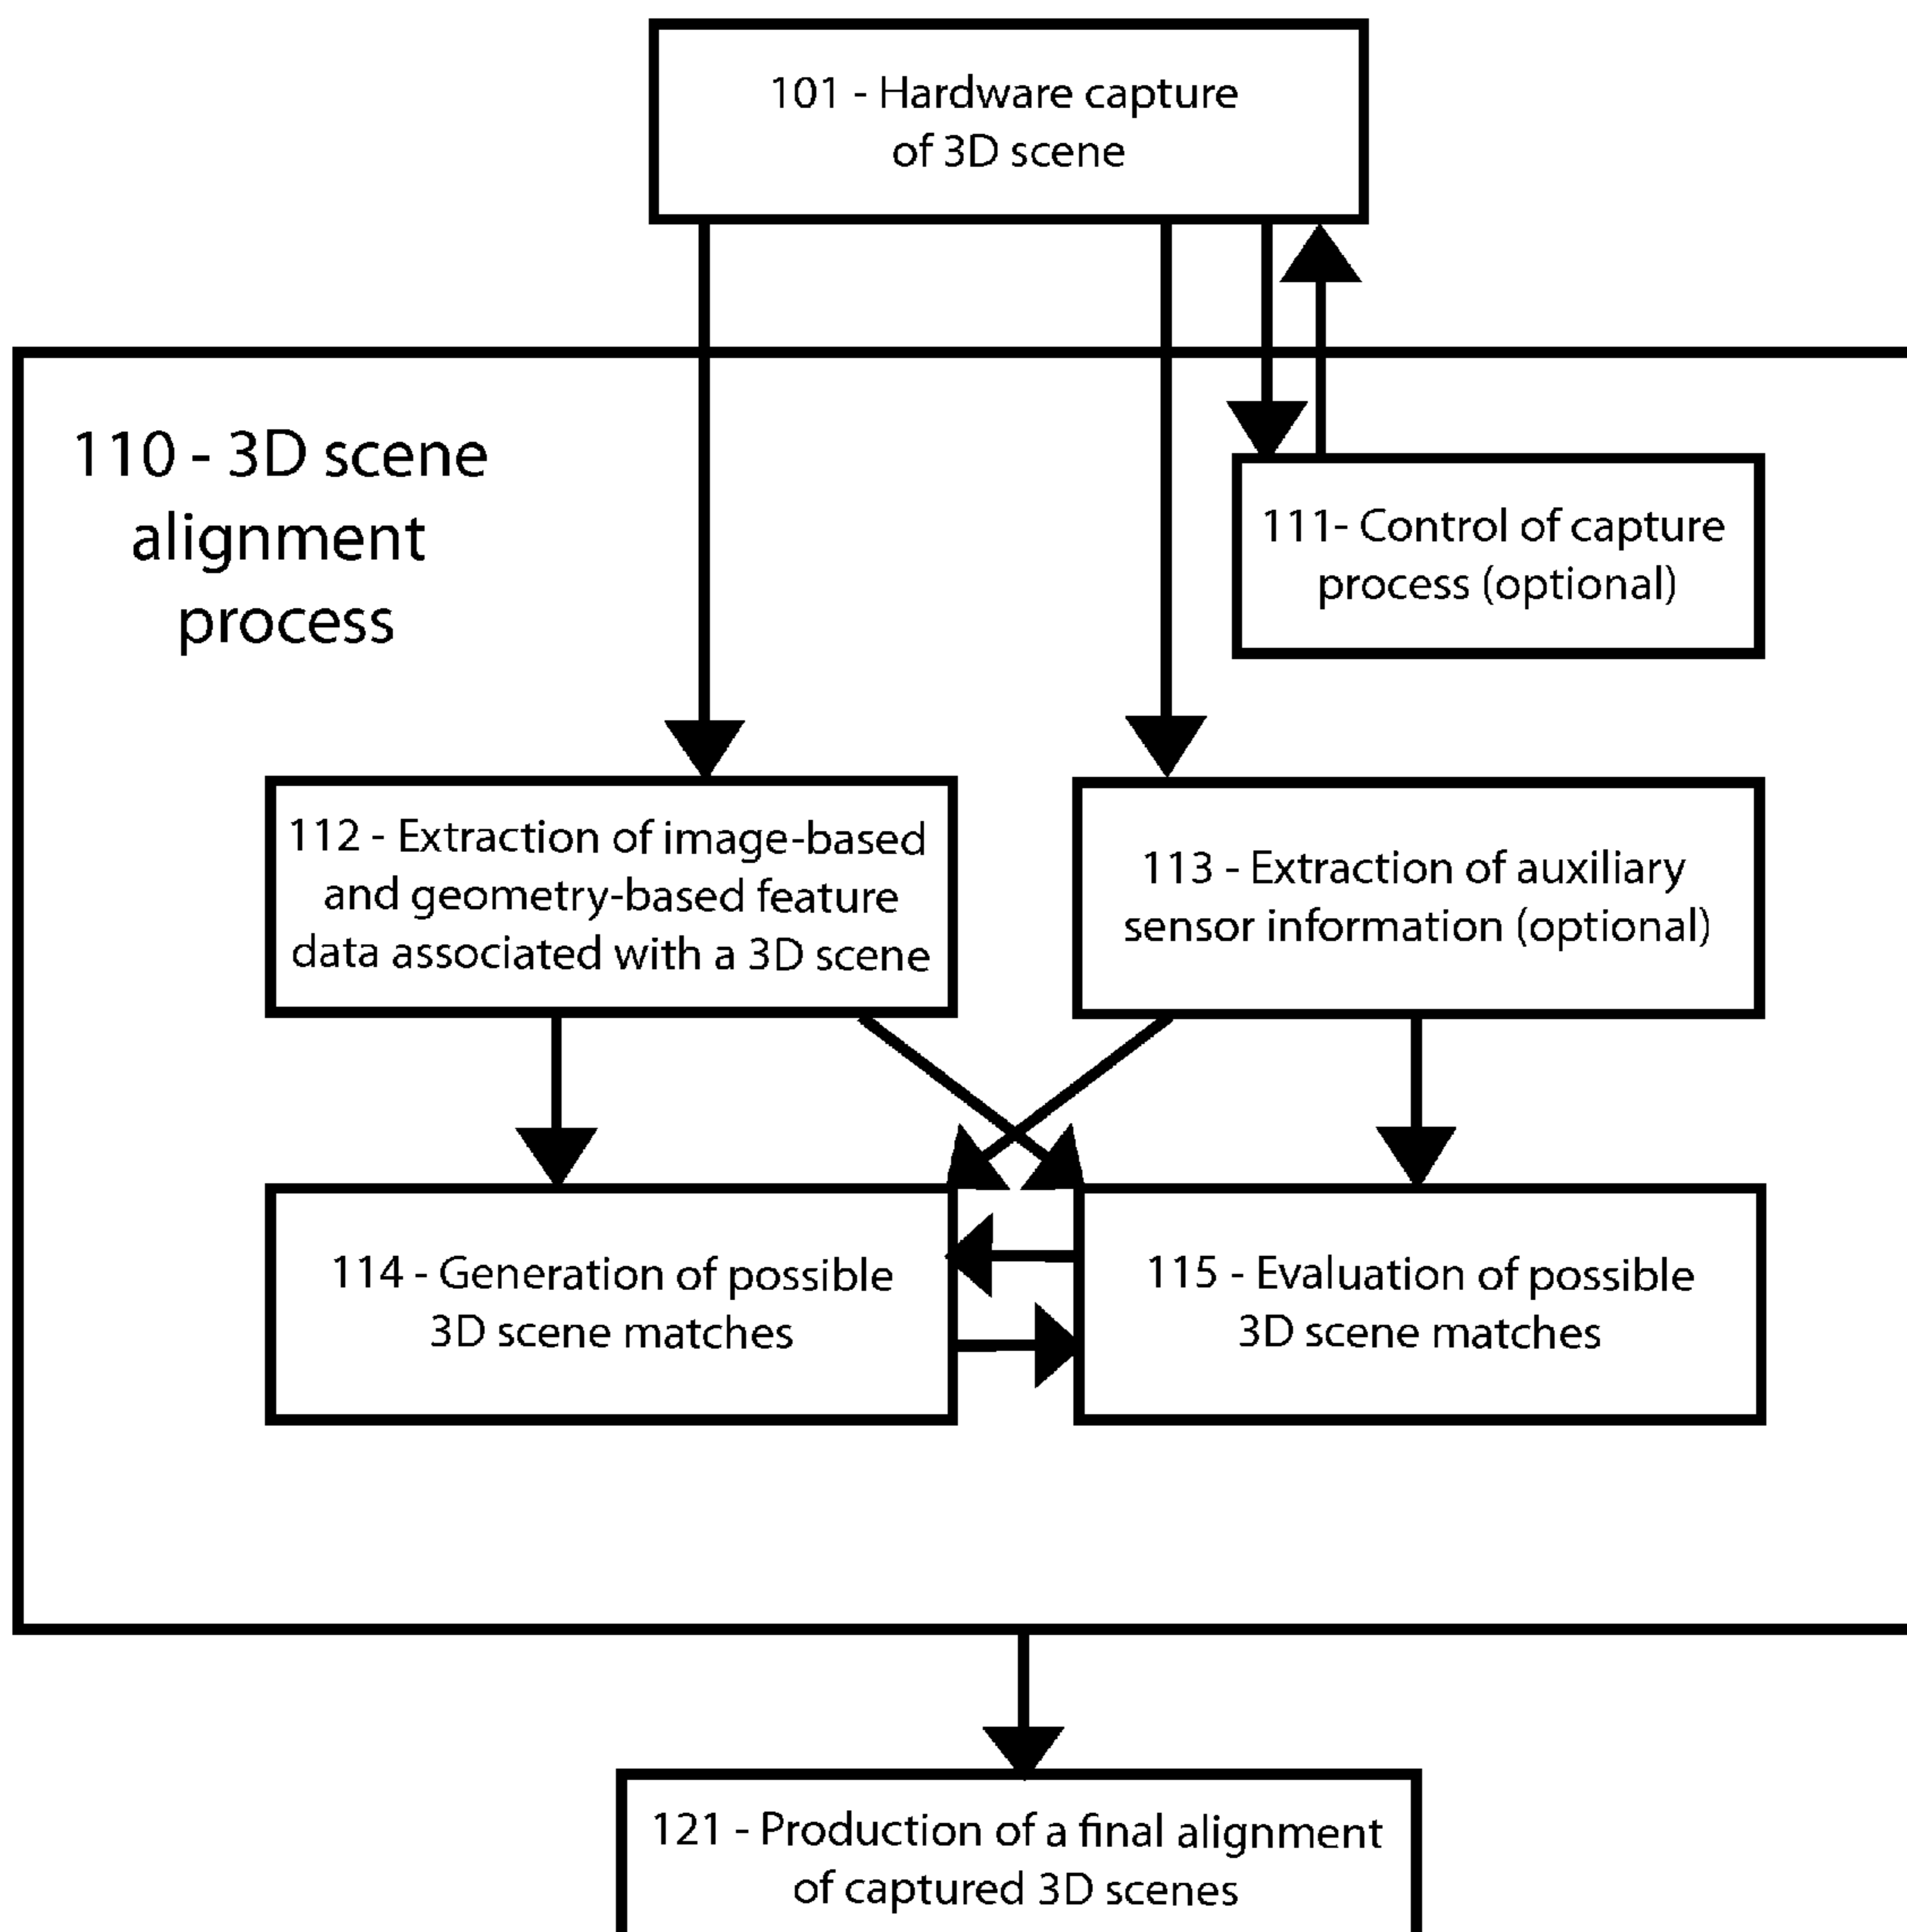 101 - Hardware capture
of 3D scene
110 - 3D scene
alignment
process
111- Control of capture
process (optional)
112 - Extraction of image-based
and geometry-based feature
data associated with a 3D scene
113 - Extraction of auxiliary
sensor information (optional)
114 - Generation of possible
3D scene matches
115 - Evaluation of possible
3D scene matches
121 - Production of a final alignment
of captured 3D scenes